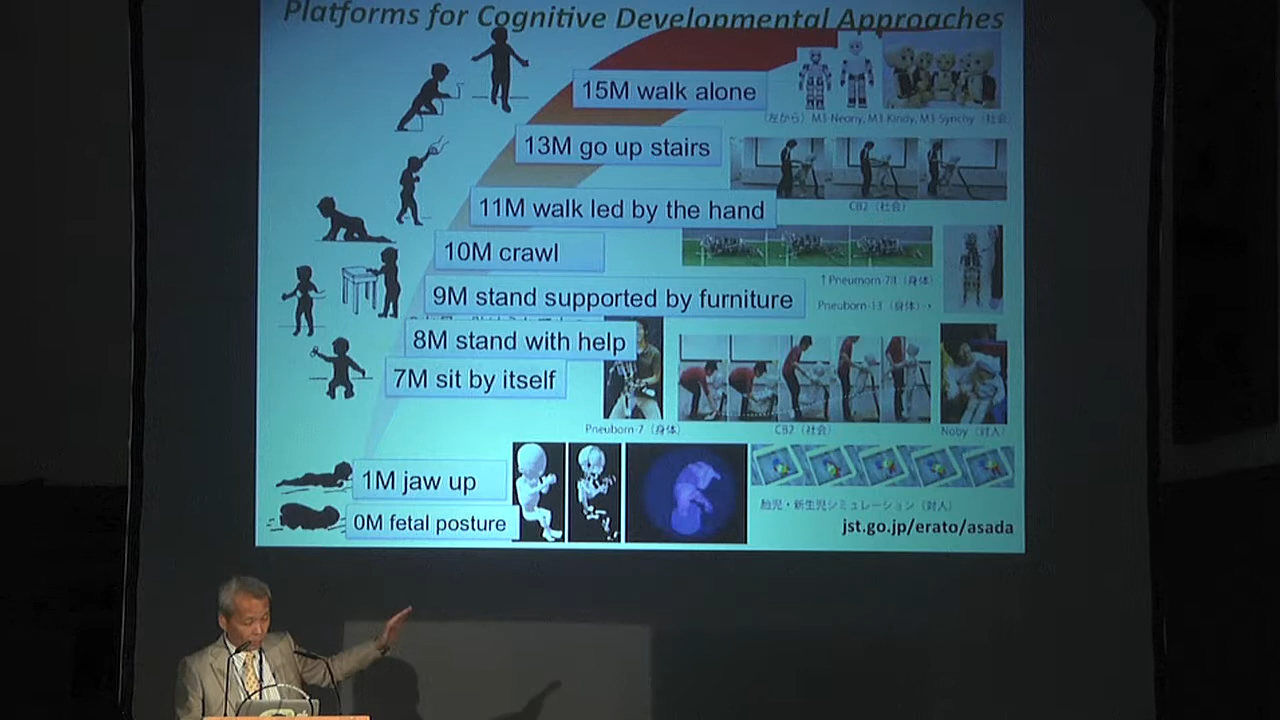 Platforms for Cognitive Developmental Approaches
15M walk alone
(左から) M3-Neony, M3-Kindy, M3-Synchy (社会
13M go up stairs
CB2 (社会)
11M walk led by the hand
10M crawl
↑Pneumorn-7II (身体)
9M stand supported by furniture
Pneuborn-13 (身体)→
8M stand with help
7M sit by itself
Pneuborn-7 (身体)
CB2 (社会)
Noby (対人)
1M jaw up
胎児・新生児シミュレーション (対人)
0M fetal posture
jst.go.jp/erato/asada